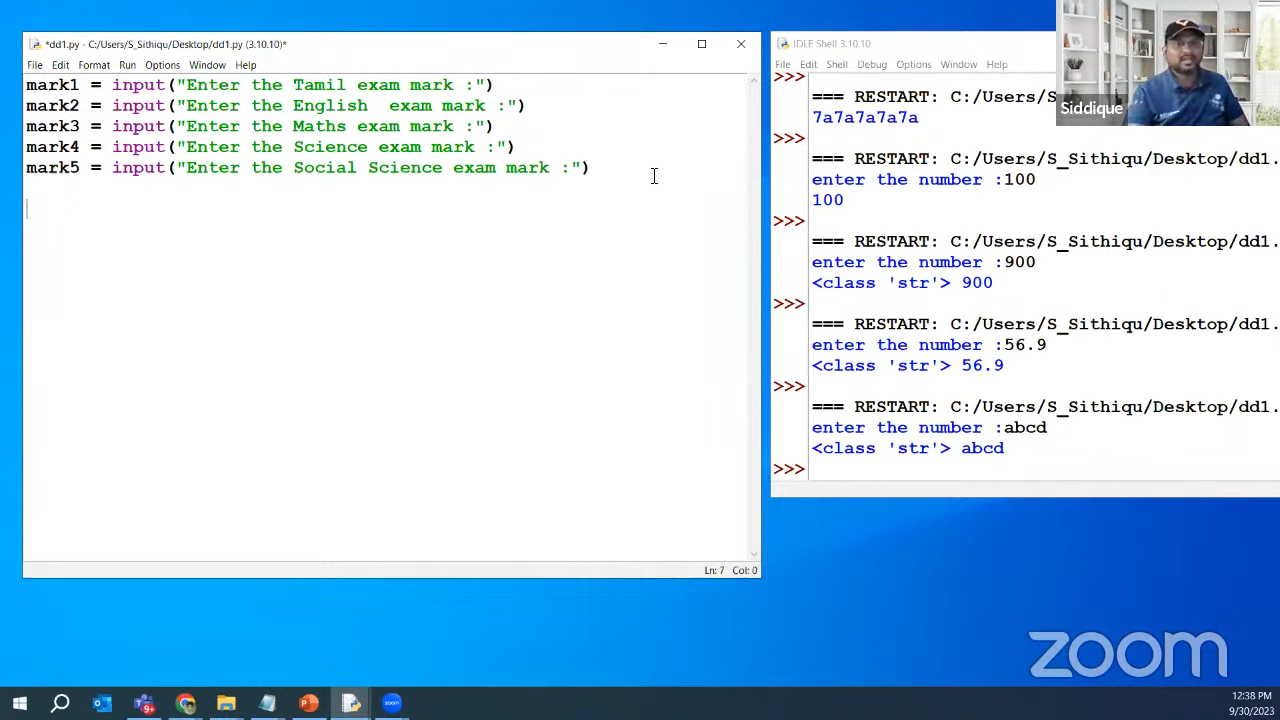 *dd1.py - C:/Users/S_Sithiqu/Desktop/dd1.py (3.10.10)*
File Edit Format Run Options Window Help
mark1 = input("Enter the Tamil exam mark :")
mark2 = input("Enter the English  exam mark :")
mark3 = input("Enter the Maths exam mark :")
mark4 = input("Enter the Science exam mark :")
mark5 = input("Enter the Social Science exam mark :")
Ln: 7 Col: 0
IDLE Shell 3.10.10
File Edit Shell Debug Options Window Help
>>>
=== RESTART: C:/Users/S
7a7a7a7a7a
>>>
=== RESTART: C:/Users/S_Sithiqu/Desktop/dd1.
enter the number :100
100
>>>
=== RESTART: C:/Users/S_Sithiqu/Desktop/dd1.
enter the number :900
<class 'str'> 900
>>>
=== RESTART: C:/Users/S_Sithiqu/Desktop/dd1.
enter the number :56.9
<class 'str'> 56.9
>>>
=== RESTART: C:/Users/S_Sithiqu/Desktop/dd1.
enter the number :abcd
<class 'str'> abcd
>>>
Siddique
zoom
zoom
12:38 PM
9/30/2023